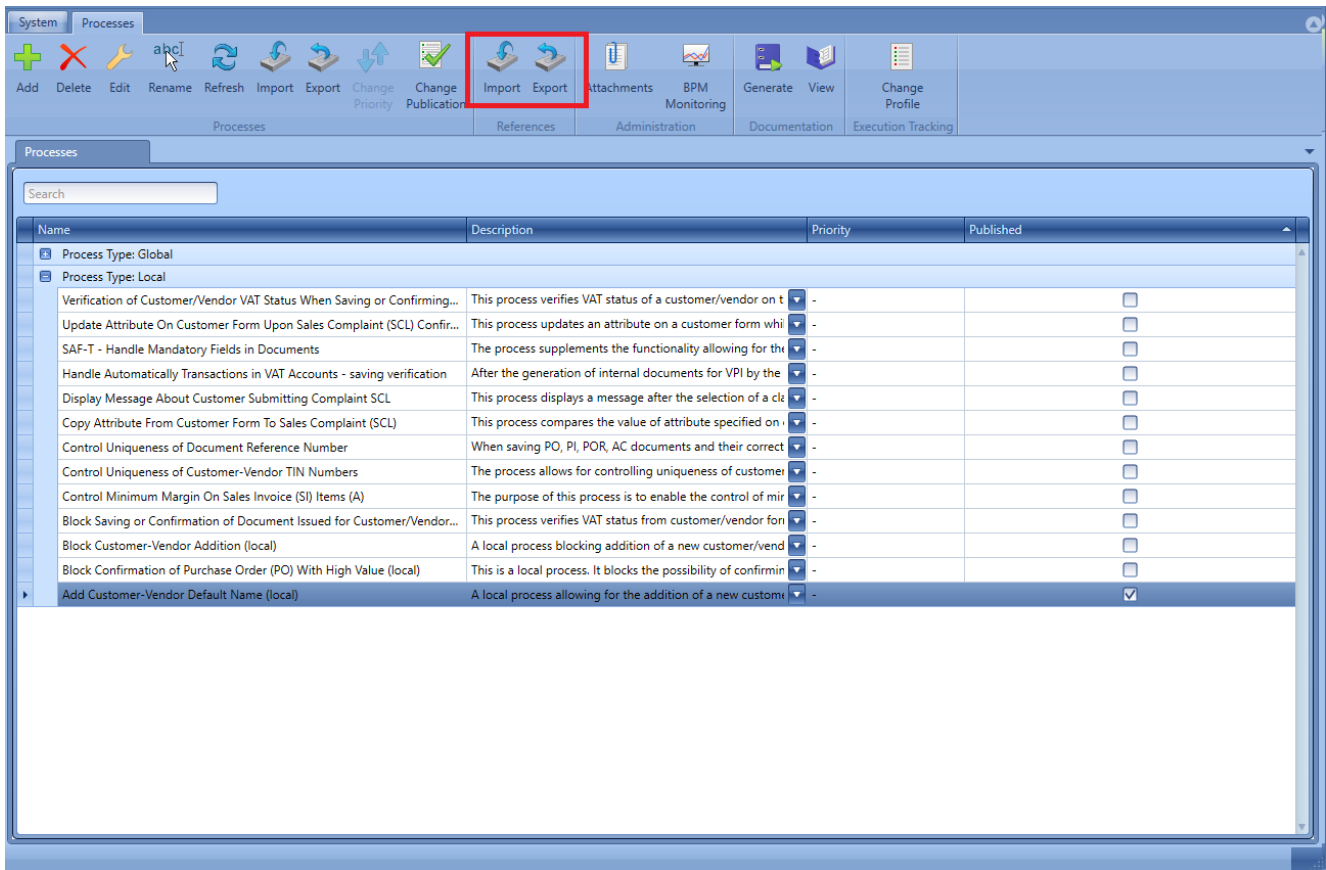 System Processes
abc
Add Delete Edit Rename Refresh Import Export Change Priority Change Publication Import Export Attachments BPM Monitoring Generate View Change Profile
Processes References Administration Documentation Execution Tracking
Processes
Search
Name Description Priority Published
Process Type: Global
Process Type: Local
Verification of Customer/Vendor VAT Status When Saving or Confirming... This process verifies VAT status of a customer/vendor on t -
Update Attribute On Customer Form Upon Sales Complaint (SCL) Confir... This process updates an attribute on a customer form whi -
SAF-T - Handle Mandatory Fields in Documents The process supplements the functionality allowing for the -
Handle Automatically Transactions in VAT Accounts - saving verification After the generation of internal documents for VPI by the -
Display Message About Customer Submitting Complaint SCL This process displays a message after the selection of a cla -
Copy Attribute From Customer Form To Sales Complaint (SCL) This process compares the value of attribute specified on -
Control Uniqueness of Document Reference Number When saving PO, PI, POR, AC documents and their correct -
Control Uniqueness of Customer-Vendor TIN Numbers The process allows for controlling uniqueness of customer -
Control Minimum Margin On Sales Invoice (SI) Items (A) The purpose of this process is to enable the control of mir -
Block Saving or Confirmation of Document Issued for Customer/Vendor... This process verifies VAT status from customer/vendor for -
Block Customer-Vendor Addition (local) A local process blocking addition of a new customer/vend -
Block Confirmation of Purchase Order (PO) With High Value (local) This is a local process. It blocks the possibility of confirmin -
Add Customer-Vendor Default Name (local) A local process allowing for the addition of a new custome -